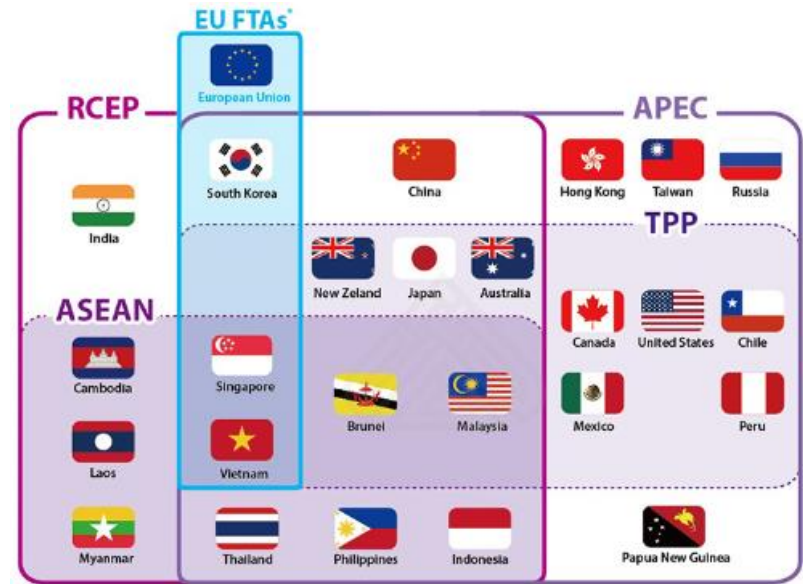 EU FTAs*
European Union
RCEP
APEC
South Korea
China
Hong Kong
Taiwan
Russia
India
TPP
New Zeland
Japan
Australia
ASEAN
Canada
United States
Chile
Cambodia
Singapore
Brunei
Malaysia
Mexico
Peru
Laos
Vietnam
Myanmar
Thailand
Philippines
Indonesia
Papua New Guinea